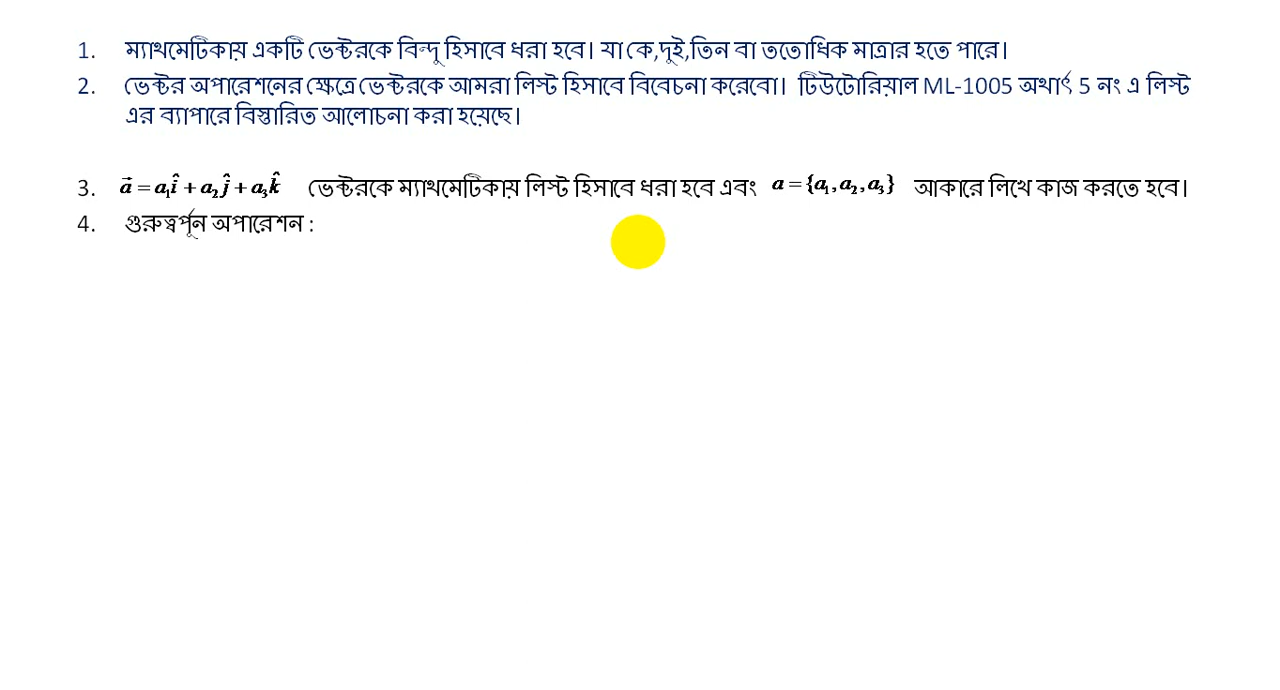 1. ম্যাথমেটিকায় একটি ভেক্টরকে বিন্দু হিসাবে ধরা হবে। যা কে,দুই,তিন বা ততোধিক মাত্রার হতে পারে।
2. ভেক্টর অপারেশনের ক্ষেত্রে ভেক্টরকে আমরা লিস্ট হিসাবে বিবেচনা করেবো। টিউটোরিয়াল ML-1005 অথার্ৎ 5 নং এ লিস্ট
এর ব্যাপারে বিস্তারিত আলোচনা করা হয়েছে।
3. a⃗ = a₁î + a₂ĵ + a₃k̂ ভেক্টরকে ম্যাথমেটিকায় লিস্ট হিসাবে ধরা হবে এবং a = {a₁, a₂, a₃} আকারে লিখে কাজ করতে হবে।
4. গুরুত্বর্পূন অপারেশন :